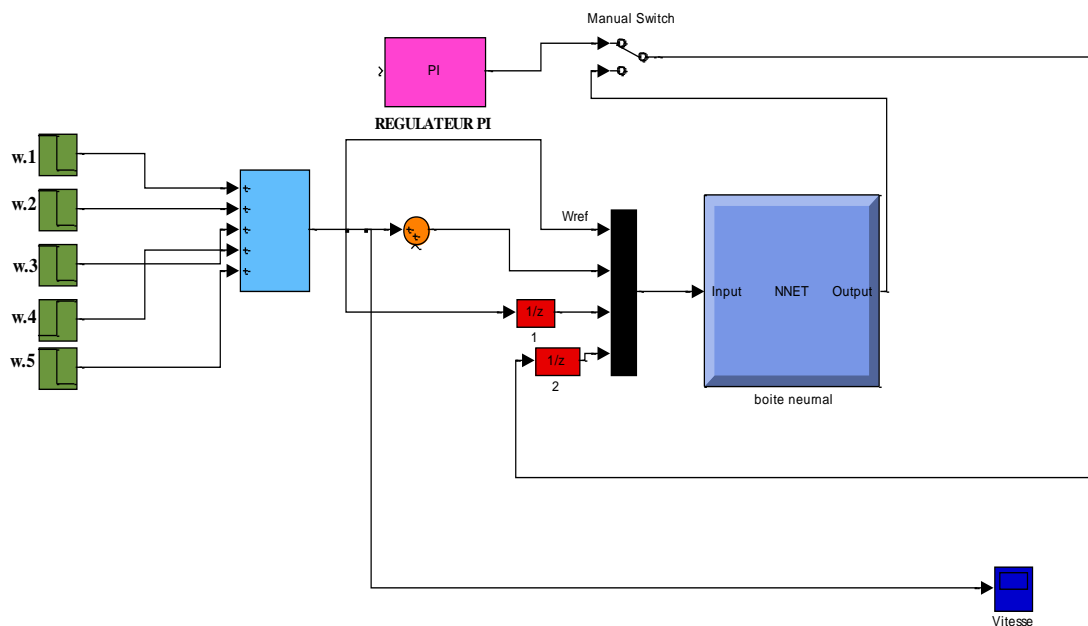 Manual Switch
PI
REGULATEUR PI
w.1
w.2
w.3
w.4
w.5
Wref
1/z
1
1/z
2
Input
NNET
Output
boite neurnal
Vitesse